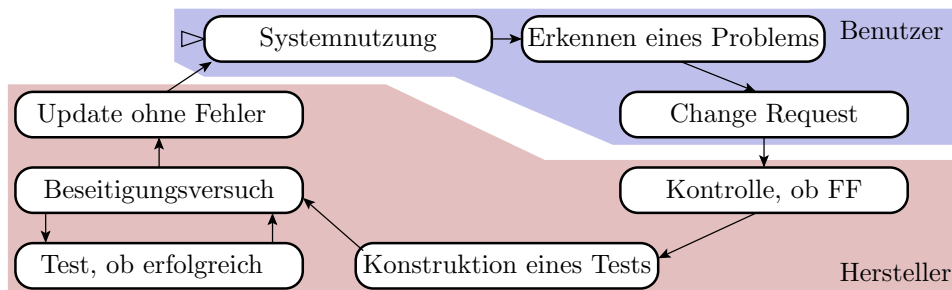 Systemnutzung
Erkennen eines Problems
Benutzer
Update ohne Fehler
Change Request
Beseitigungsversuch
Kontrolle, ob FF
Test, ob erfolgreich
Konstruktion eines Tests
Hersteller